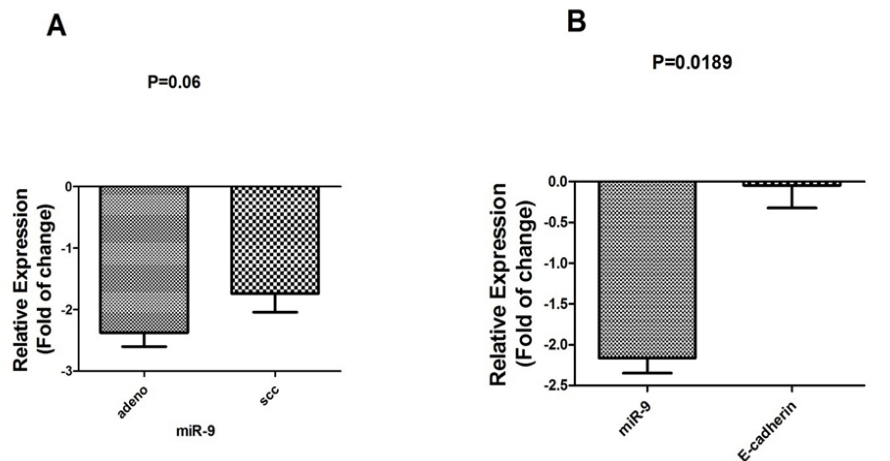 A
P=0.06
Relative Expression
(Fold of change)
0
-1
-2
-3
adeno
scc
miR-9
B
P=0.0189
Relative Expression
(Fold of change)
0.0
-0.5
-1.0
-1.5
-2.0
-2.5
miR-9
E-cadherin